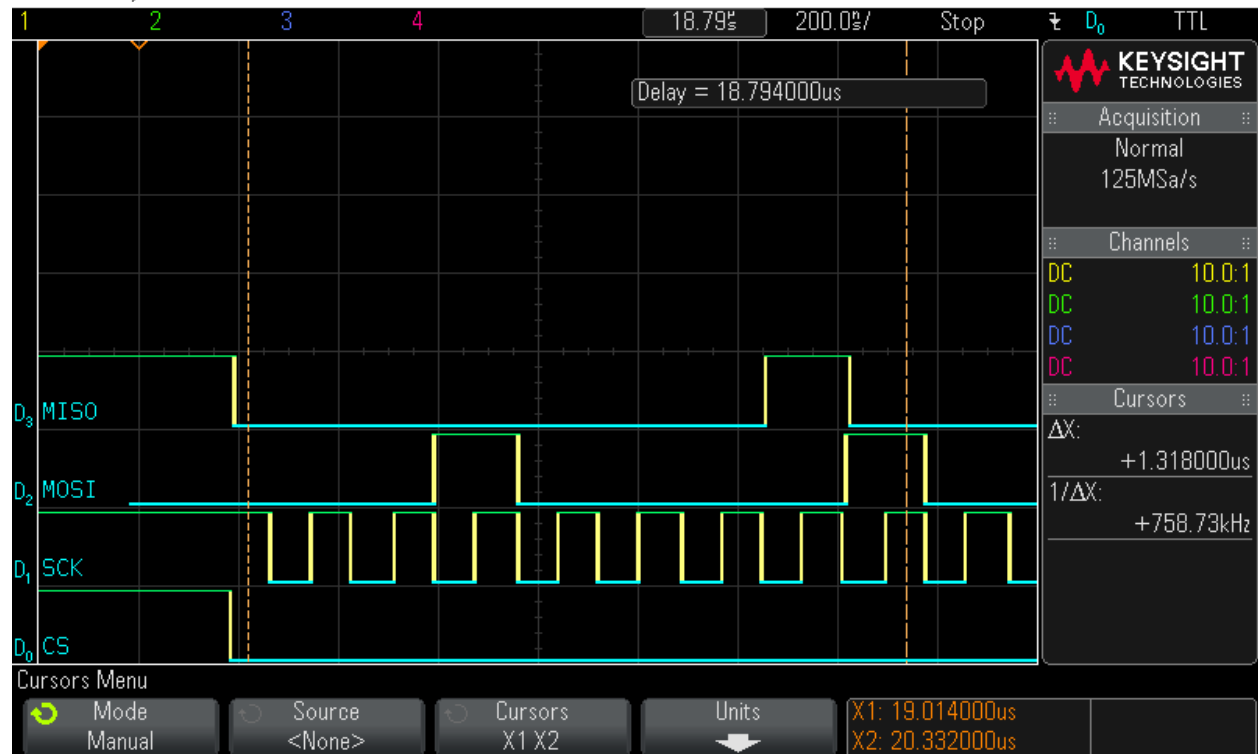 1 2 3 4 18.79µs 200.0ns/ Stop D0 TTL
KEYSIGHT
TECHNOLOGIES
Delay = 18.794000us
Acquisition
Normal
125MSa/s
Channels
DC 10.0:1
DC 10.0:1
DC 10.0:1
DC 10.0:1
Cursors
ΔX:
+1.318000us
1/ΔX:
+758.73kHz
D3 MISO
D2 MOSI
D1 SCK
D0 CS
Cursors Menu
Mode
Manual
Source
<None>
Cursors
X1 X2
Units
X1: 19.014000us
X2: 20.332000us